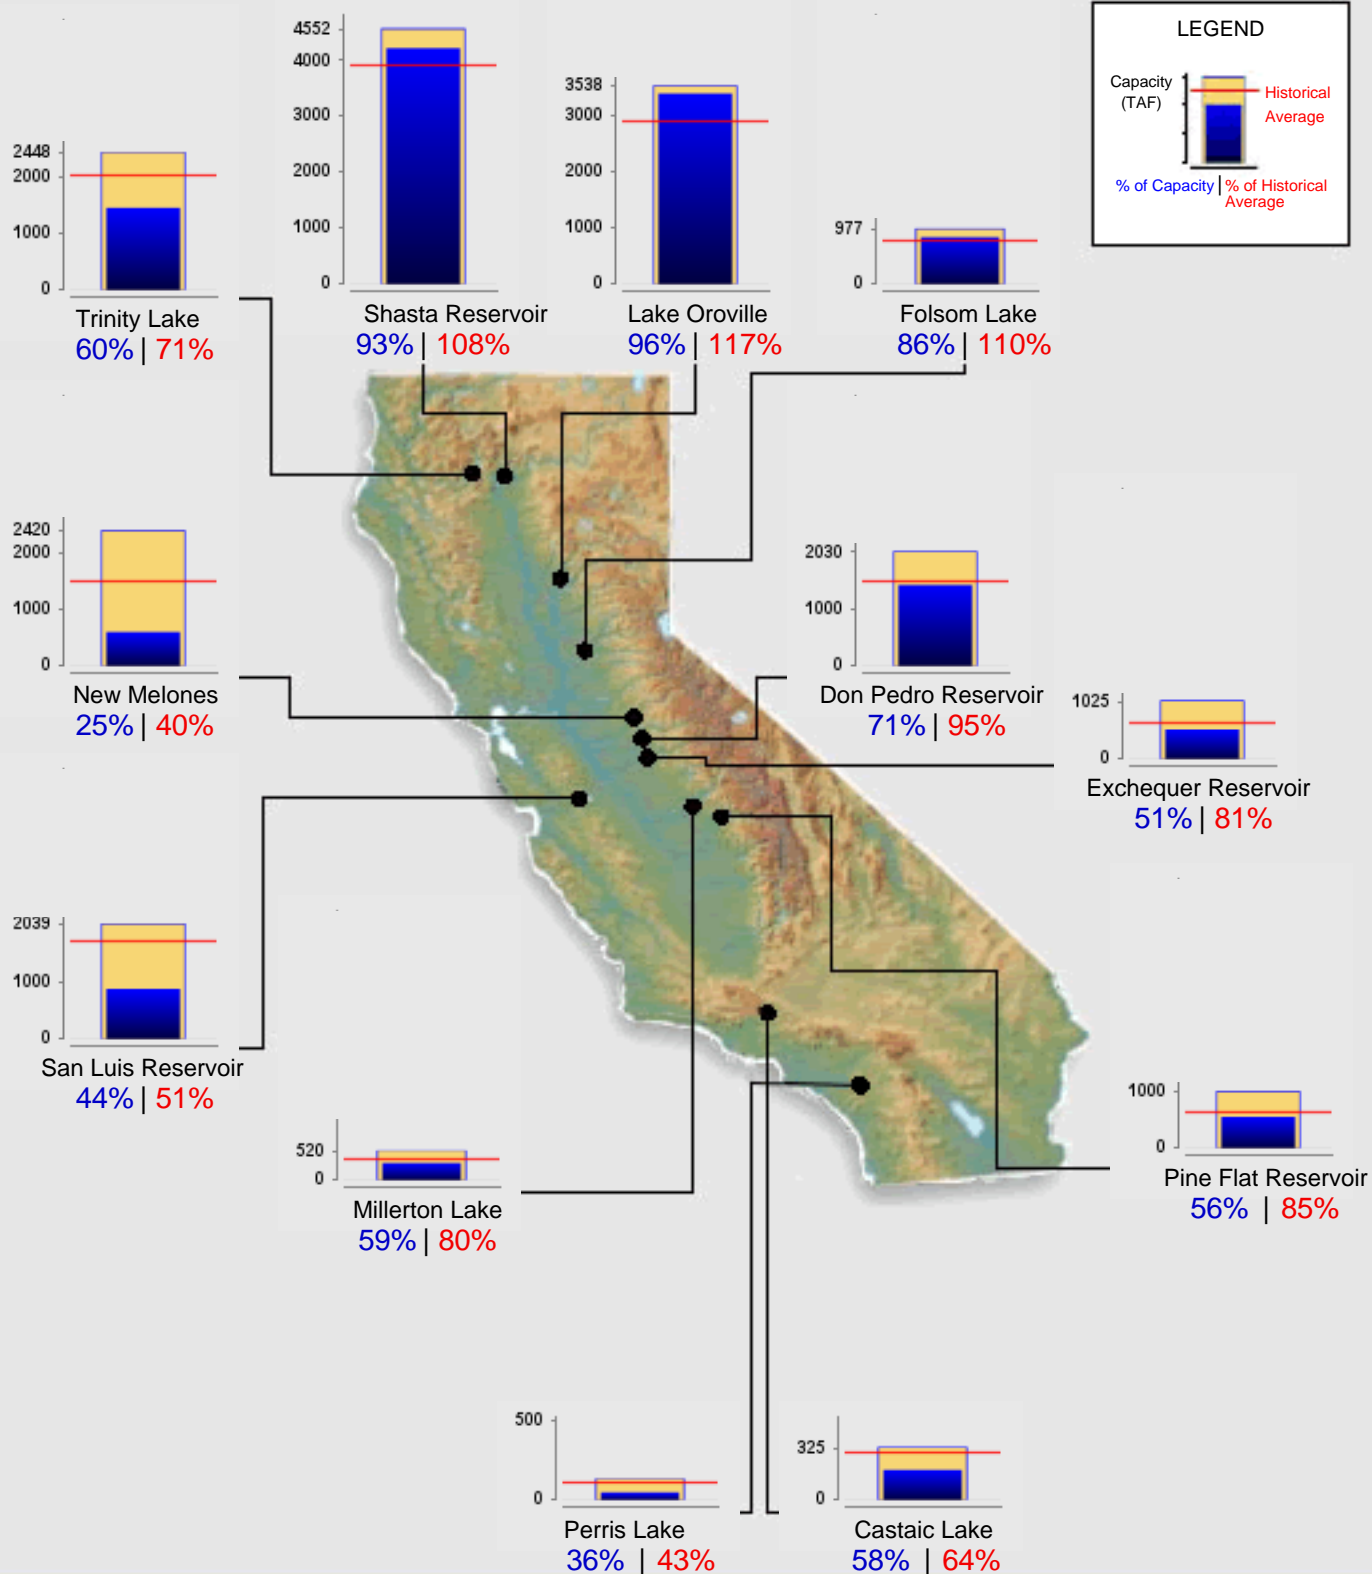 LEGEND
Capacity
(TAF)
Historical
Average
% of Capacity | % of Historical
Average
2448
2000
1000
0
Trinity Lake
60% | 71%
4552
4000
3000
2000
1000
0
Shasta Reservoir
93% | 108%
3538
3000
2000
1000
0
Lake Oroville
96% | 117%
977
0
Folsom Lake
86% | 110%
2420
2000
1000
0
New Melones
25% | 40%
2030
1000
0
Don Pedro Reservoir
71% | 95%
1025
0
Exchequer Reservoir
51% | 81%
2039
1000
0
San Luis Reservoir
44% | 51%
520
0
Millerton Lake
59% | 80%
1000
0
Pine Flat Reservoir
56% | 85%
500
0
Perris Lake
36% | 43%
325
0
Castaic Lake
58% | 64%